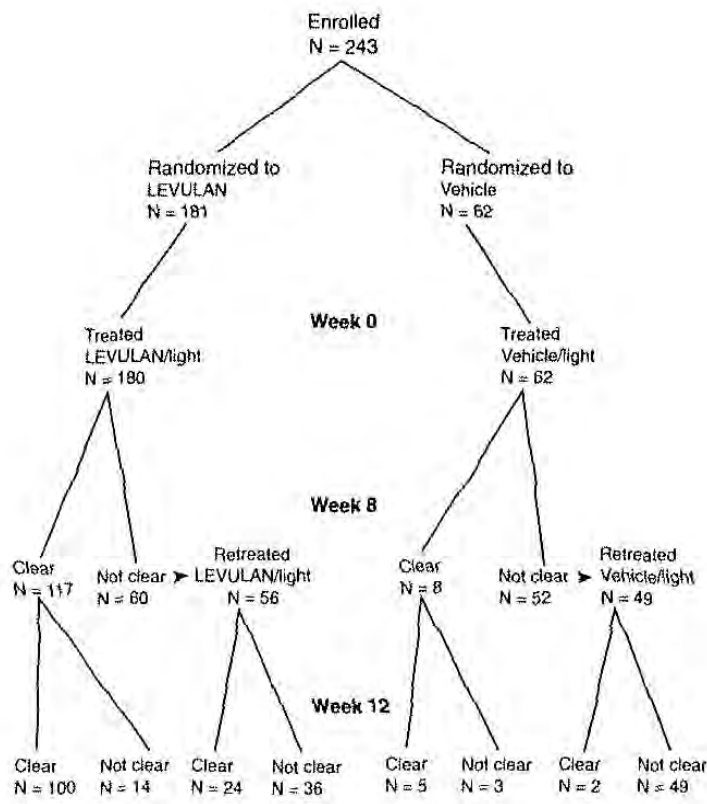 Enrolled
N = 243
Randomized to
LEVULAN
N = 181
Randomized to
Vehicle
N = 62
Week 0
Treated
LEVULAN/light
N = 180
Treated
Vehicle/light
N = 62
Week 8
Clear
N = 117
Not clear
N = 60
Retreated
LEVULAN/light
N = 56
Clear
N = 8
Not clear
N = 52
Retreated
Vehicle/light
N = 49
Week 12
Clear
N = 100
Not clear
N = 14
Clear
N = 24
Not clear
N = 36
Clear
N = 5
Not clear
N = 3
Clear
N = 2
Not clear
N = 49